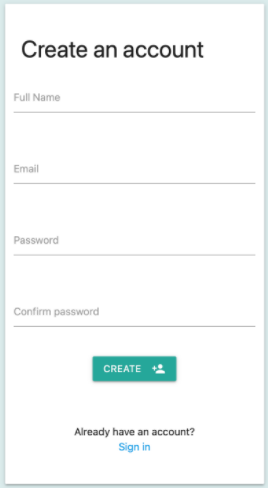 Create an account
Full Name
Email
Password
Confirm password
CREATE
Already have an account?
Sign in